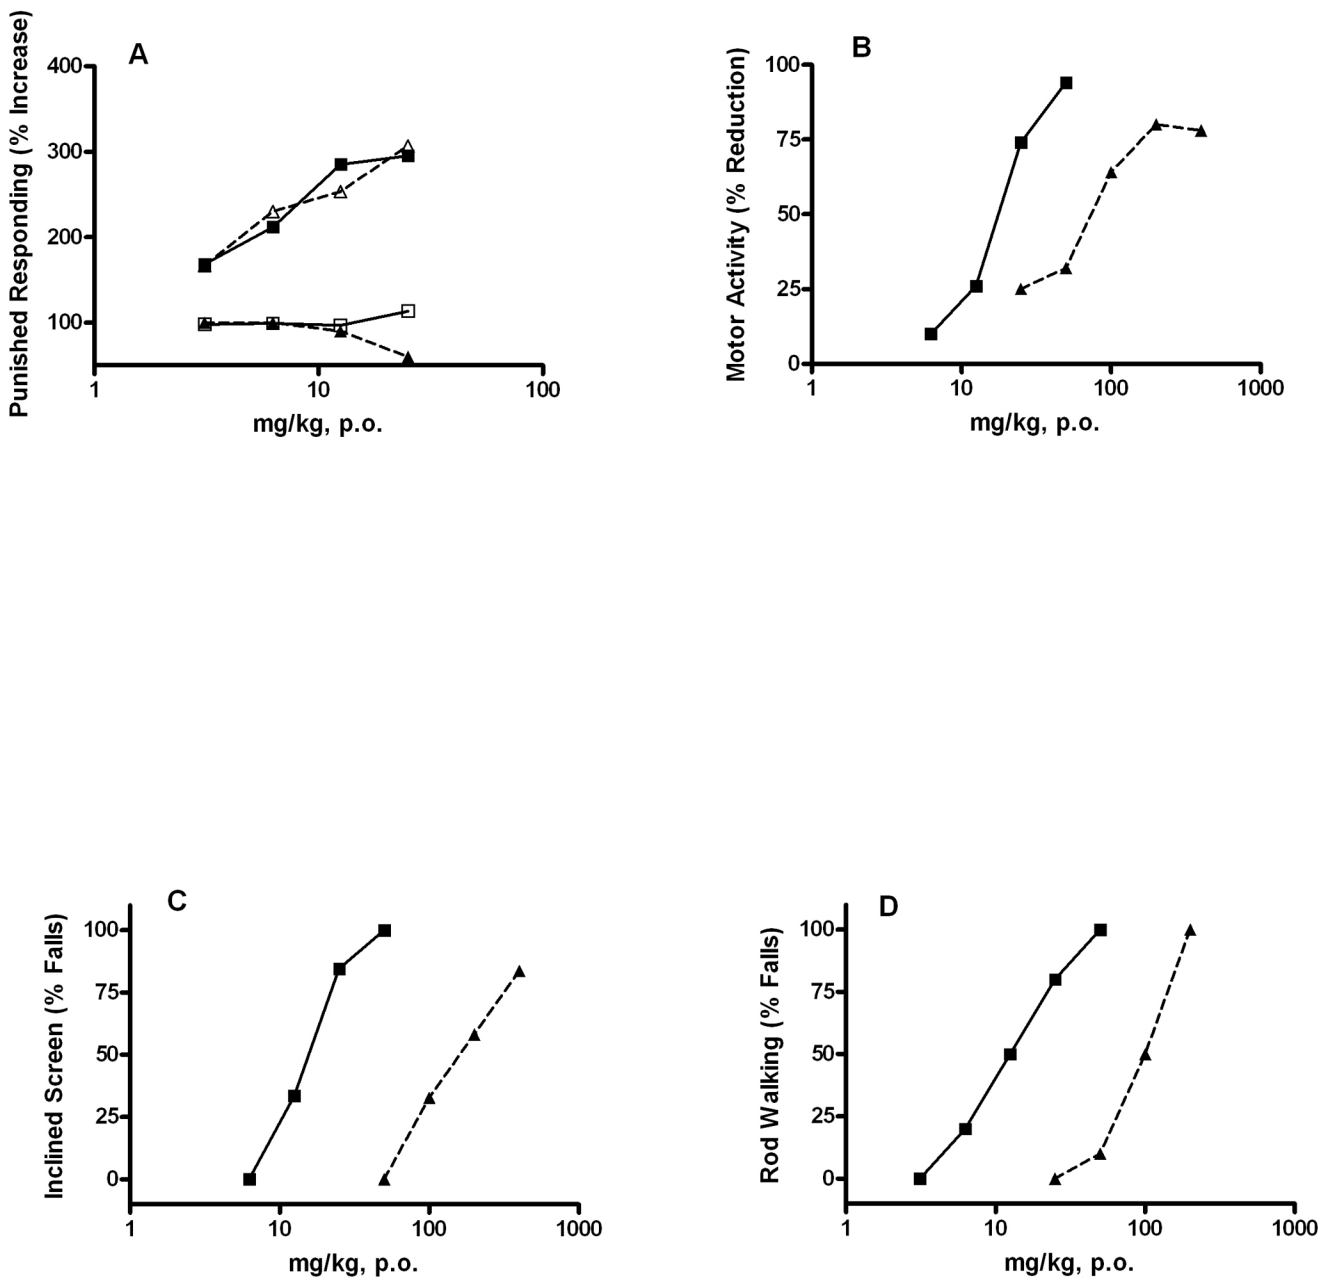 A
Punished Responding (% Increase)
400
300
200
100
1
10
100
mg/kg, p.o.
B
Motor Activity (% Reduction)
100
75
50
25
0
1
10
100
1000
mg/kg, p.o.
C
Inclined Screen (% Falls)
100
75
50
25
0
1
10
100
1000
mg/kg, p.o.
D
Rod Walking (% Falls)
100
75
50
25
0
1
10
100
1000
mg/kg, p.o.